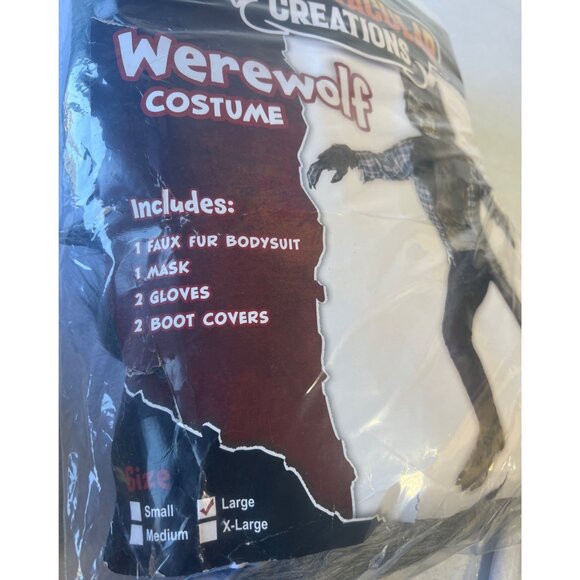 CREATIONS
Werewolf
COSTUME
Includes:
1 FAUX FUR BODYSUIT
1 MASK
2 GLOVES
2 BOOT COVERS
Size
Small
Large
Medium
X-Large